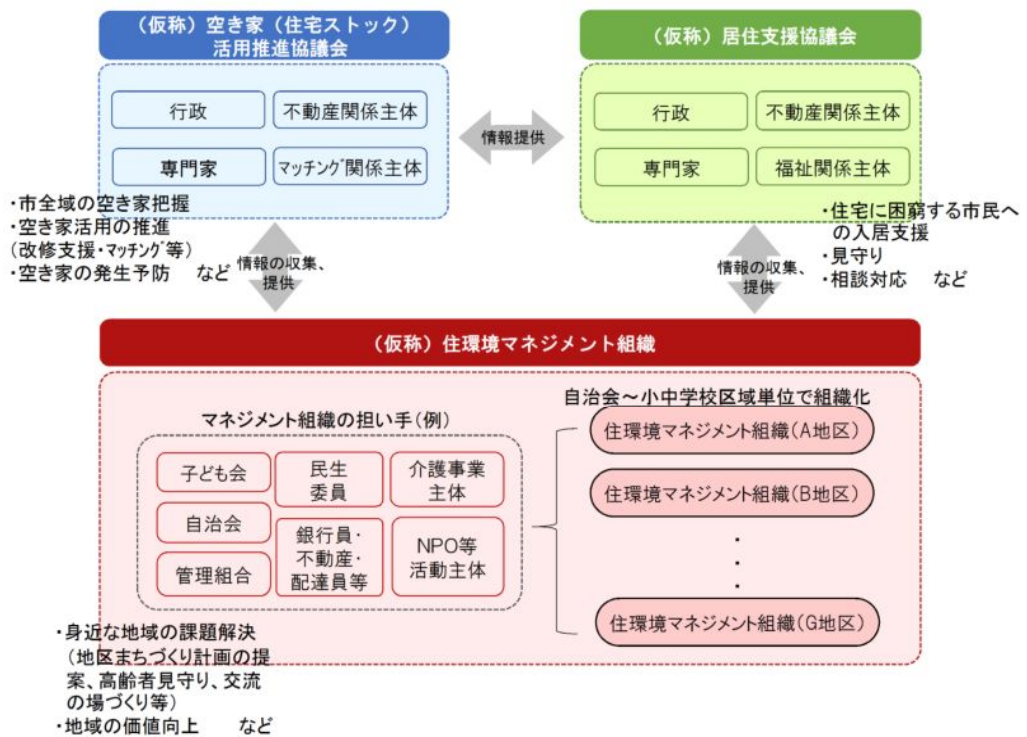 （仮称）空き家（住宅ストック）
活用推進協議会
行政
不動産関係主体
専門家
マッチング関係主体
・市全域の空き家把握
・空き家活用の推進
（改修支援・マッチング等）
・空き家の発生予防　など
情報提供
（仮称）居住支援協議会
行政
不動産関係主体
専門家
福祉関係主体
・住宅に困窮する市民へ
の入居支援
・見守り
・相談対応　など
情報の収集、
提供
情報の収集、
提供
（仮称）住環境マネジメント組織
マネジメント組織の担い手（例）
子ども会
自治会
管理組合
民生
委員
銀行員・
不動産・
配達員等
介護事業
主体
NPO等
活動主体
自治会～小中学校区域単位で組織化
住環境マネジメント組織（A地区）
住環境マネジメント組織（B地区）
・
・
・
住環境マネジメント組織（G地区）
・身近な地域の課題解決
（地区まちづくり計画の提
案、高齢者見守り、交流
の場づくり等）
・地域の価値向上　など